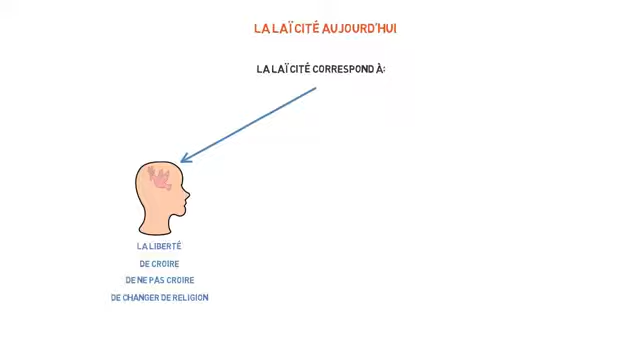 LA LAÏCITÉ AUJOURD'HUI
LA LAÏCITÉ CORRESPOND À:
LA LIBERTÉ
DE CROIRE
DE NE PAS CROIRE
DE CHANGER DE RELIGION